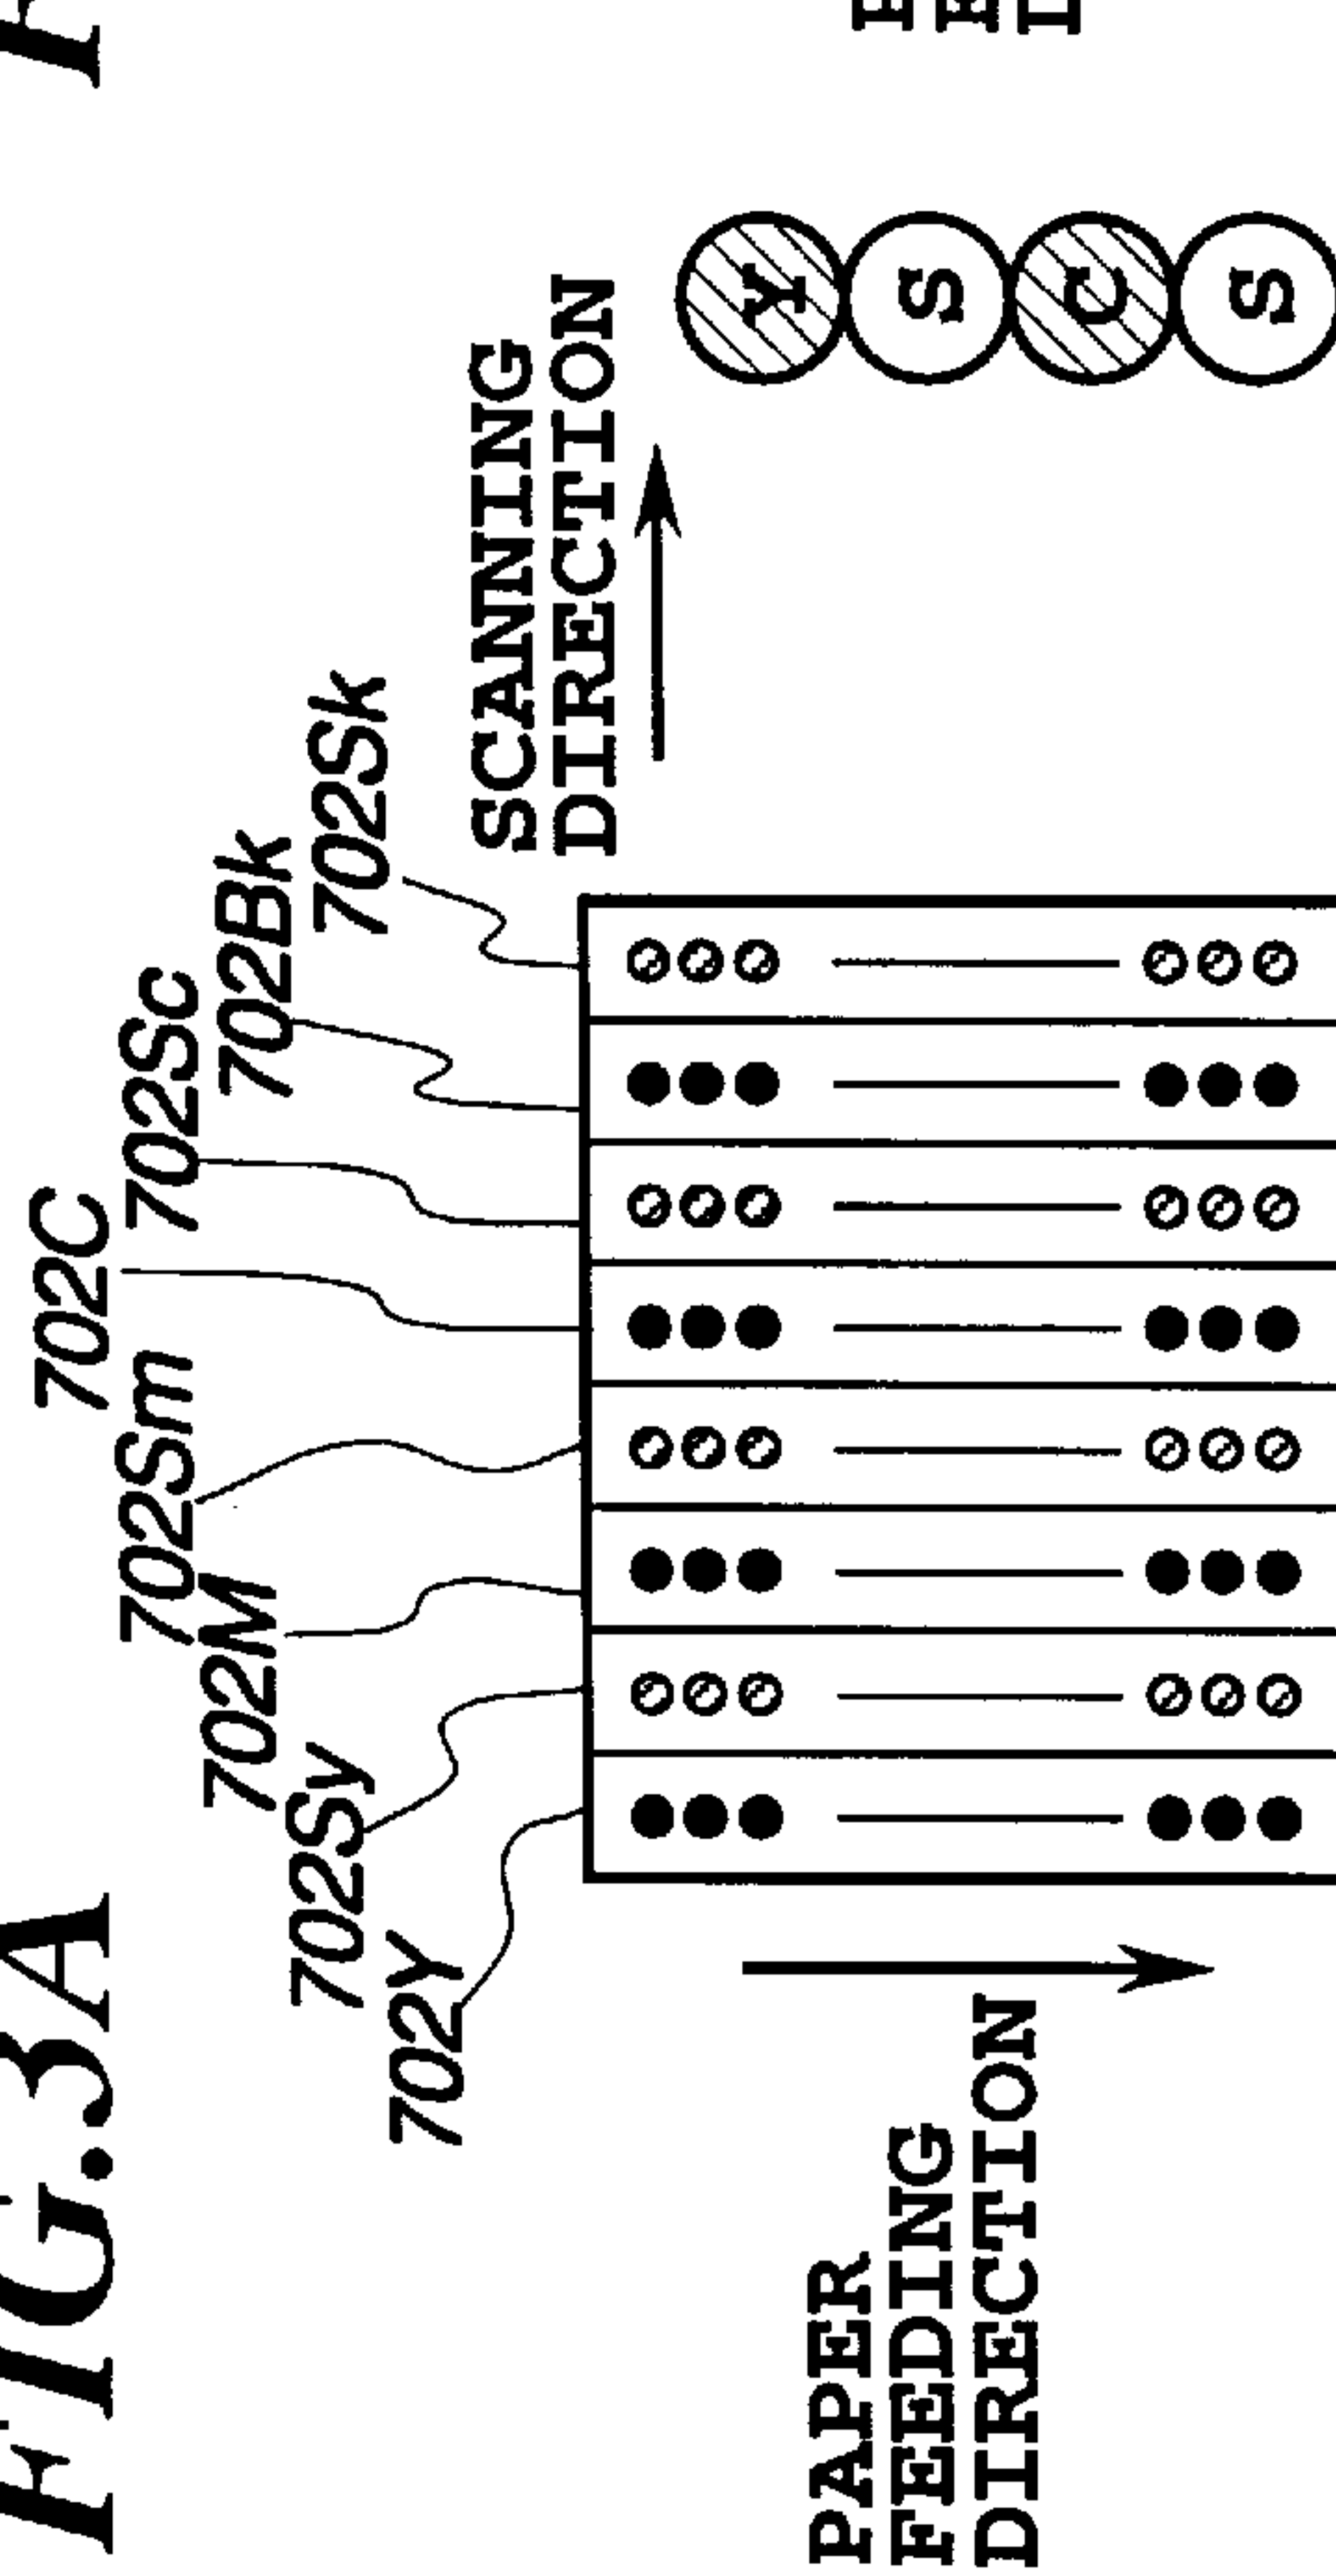 FIG.3A
702Y
702Sy
702M
702Sm
702C
702Sc
702Bk
702Sk
SCANNING
DIRECTION
PAPER
FEEDING
DIRECTION
Y
S
C
S